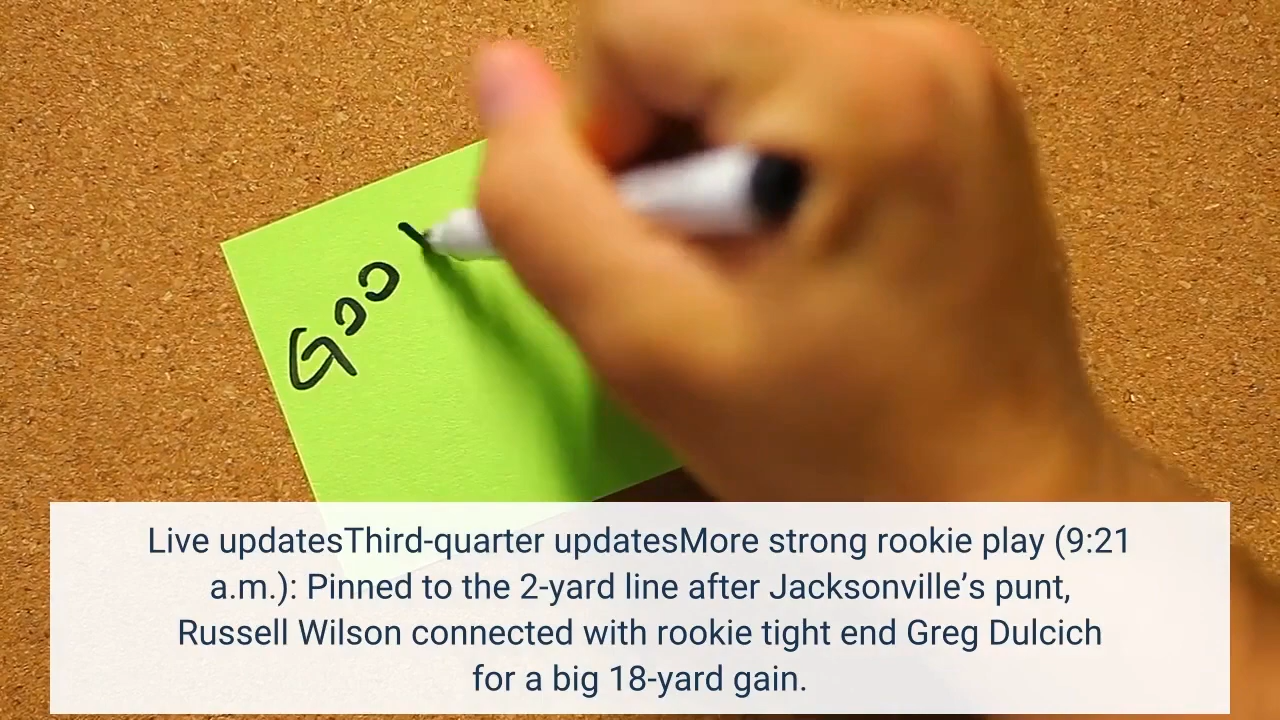 Goo
Live updatesThird-quarter updatesMore strong rookie play (9:21
a.m.): Pinned to the 2-yard line after Jacksonville’s punt,
Russell Wilson connected with rookie tight end Greg Dulcich
for a big 18-yard gain.